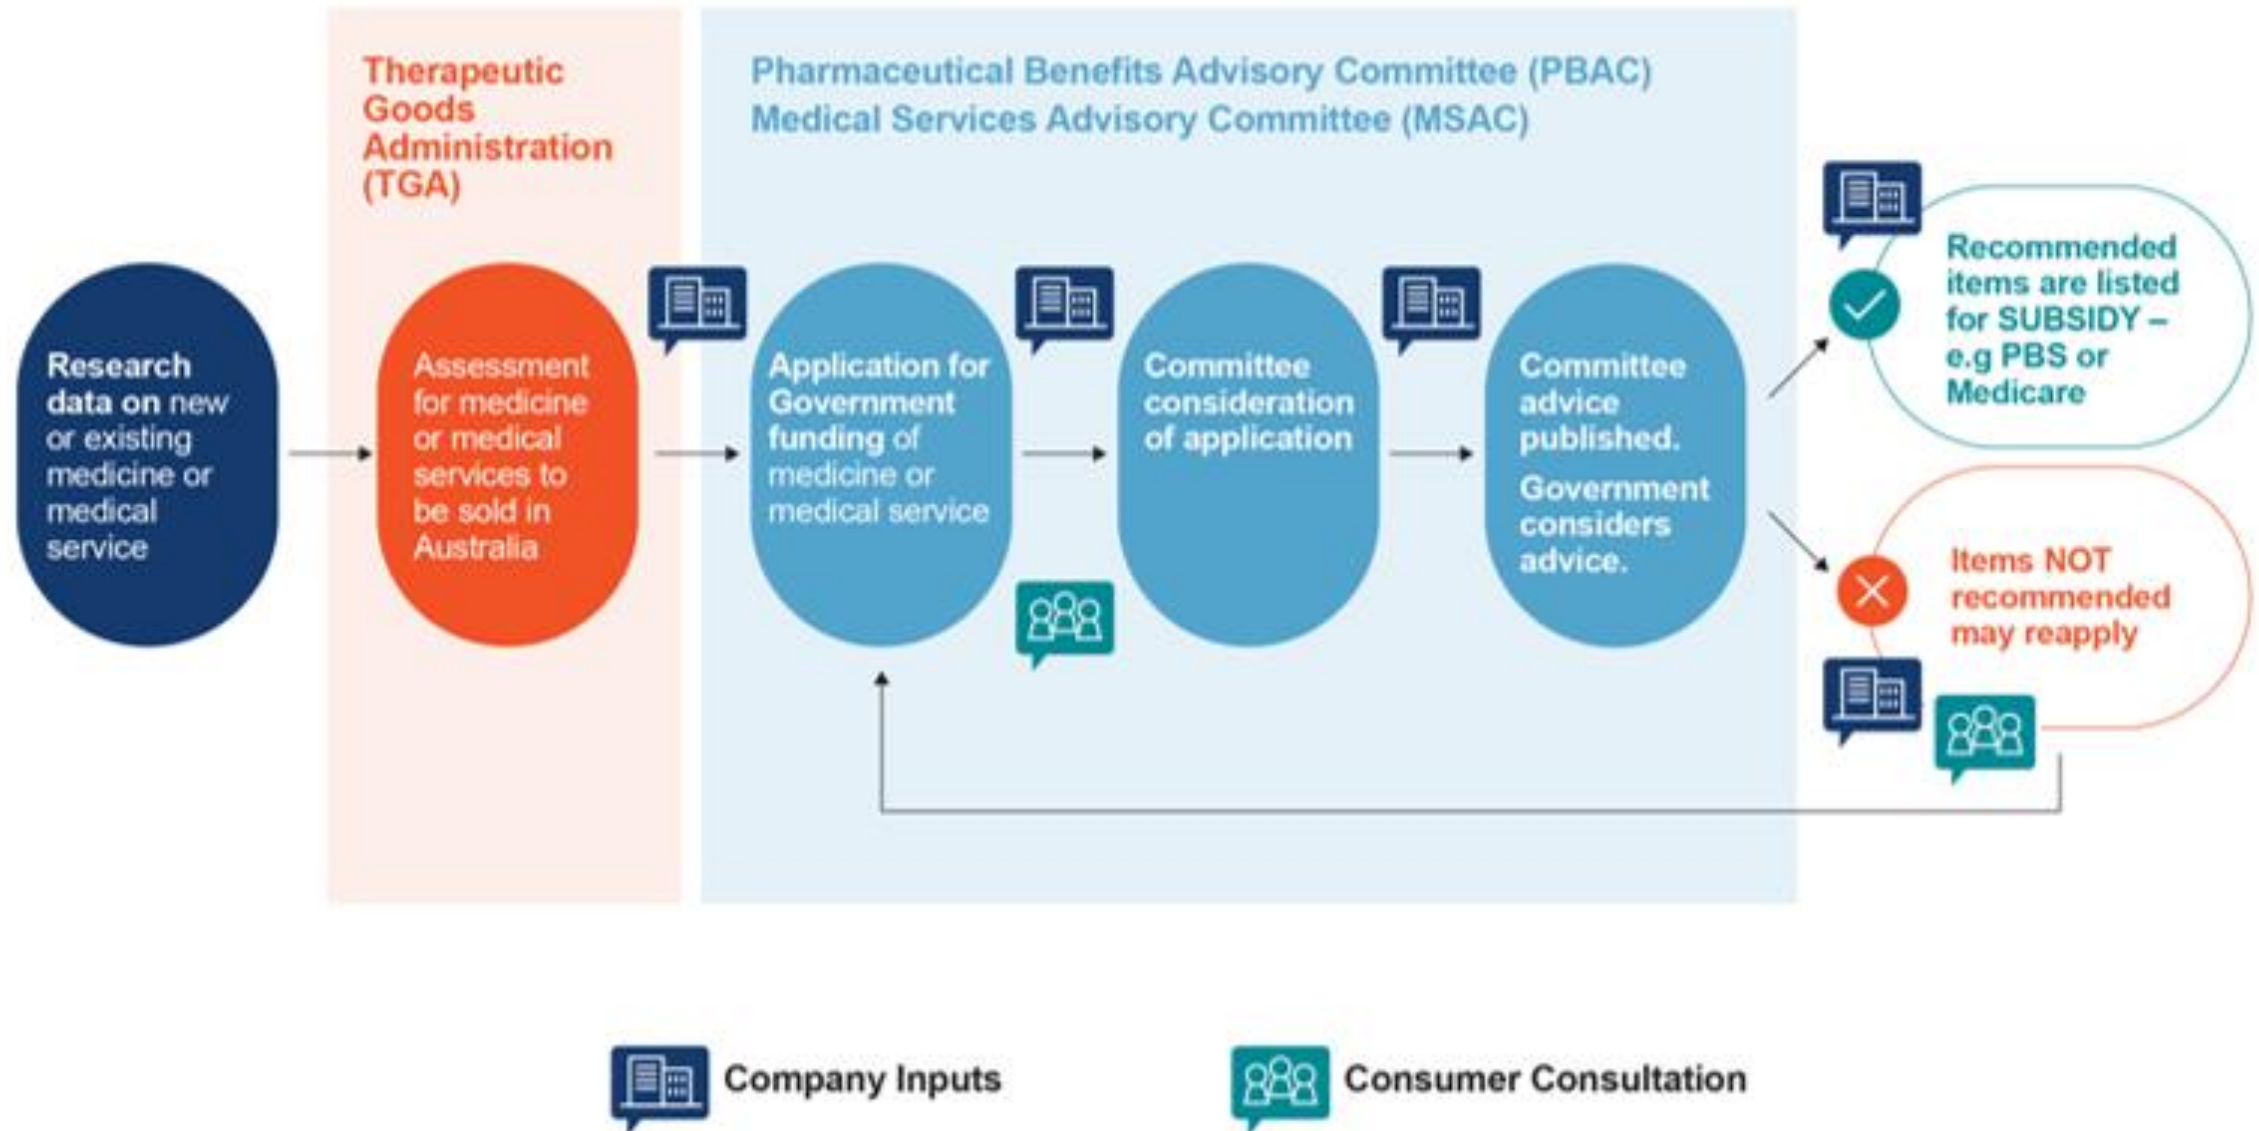 Therapeutic
Goods
Administration
(TGA)
Pharmaceutical Benefits Advisory Committee (PBAC)
Medical Services Advisory Committee (MSAC)
Research
data on new
or existing
medicine or
medical
service
Assessment
for medicine
or medical
services to
be sold in
Australia
Application for
Government
funding of
medicine or
medical service
Committee
consideration
of application
Committee
advice
published.
Government
considers
advice.
Recommended
items are listed
for SUBSIDY –
e.g PBS or
Medicare
Items NOT
recommended
may reapply
Company Inputs
Consumer Consultation